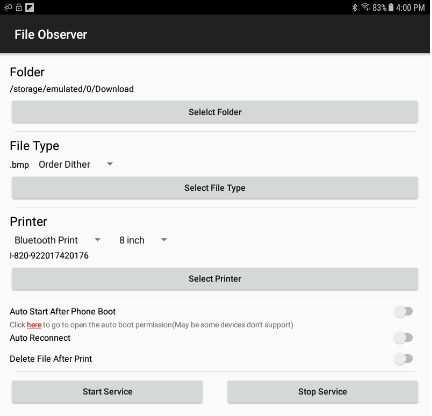 83% 4:00 PM
File Observer
Folder
/storage/emulated/0/Download
Selelct Folder
File Type
.bmp Order Dither
Select File Type
Printer
Bluetooth Print 8 inch
I-820-922017420176
Select Printer
Auto Start After Phone Boot
Click here to go to open the auto boot permission(May be some devices don't support)
Auto Reconnect
Delete File After Print
Start Service Stop Service